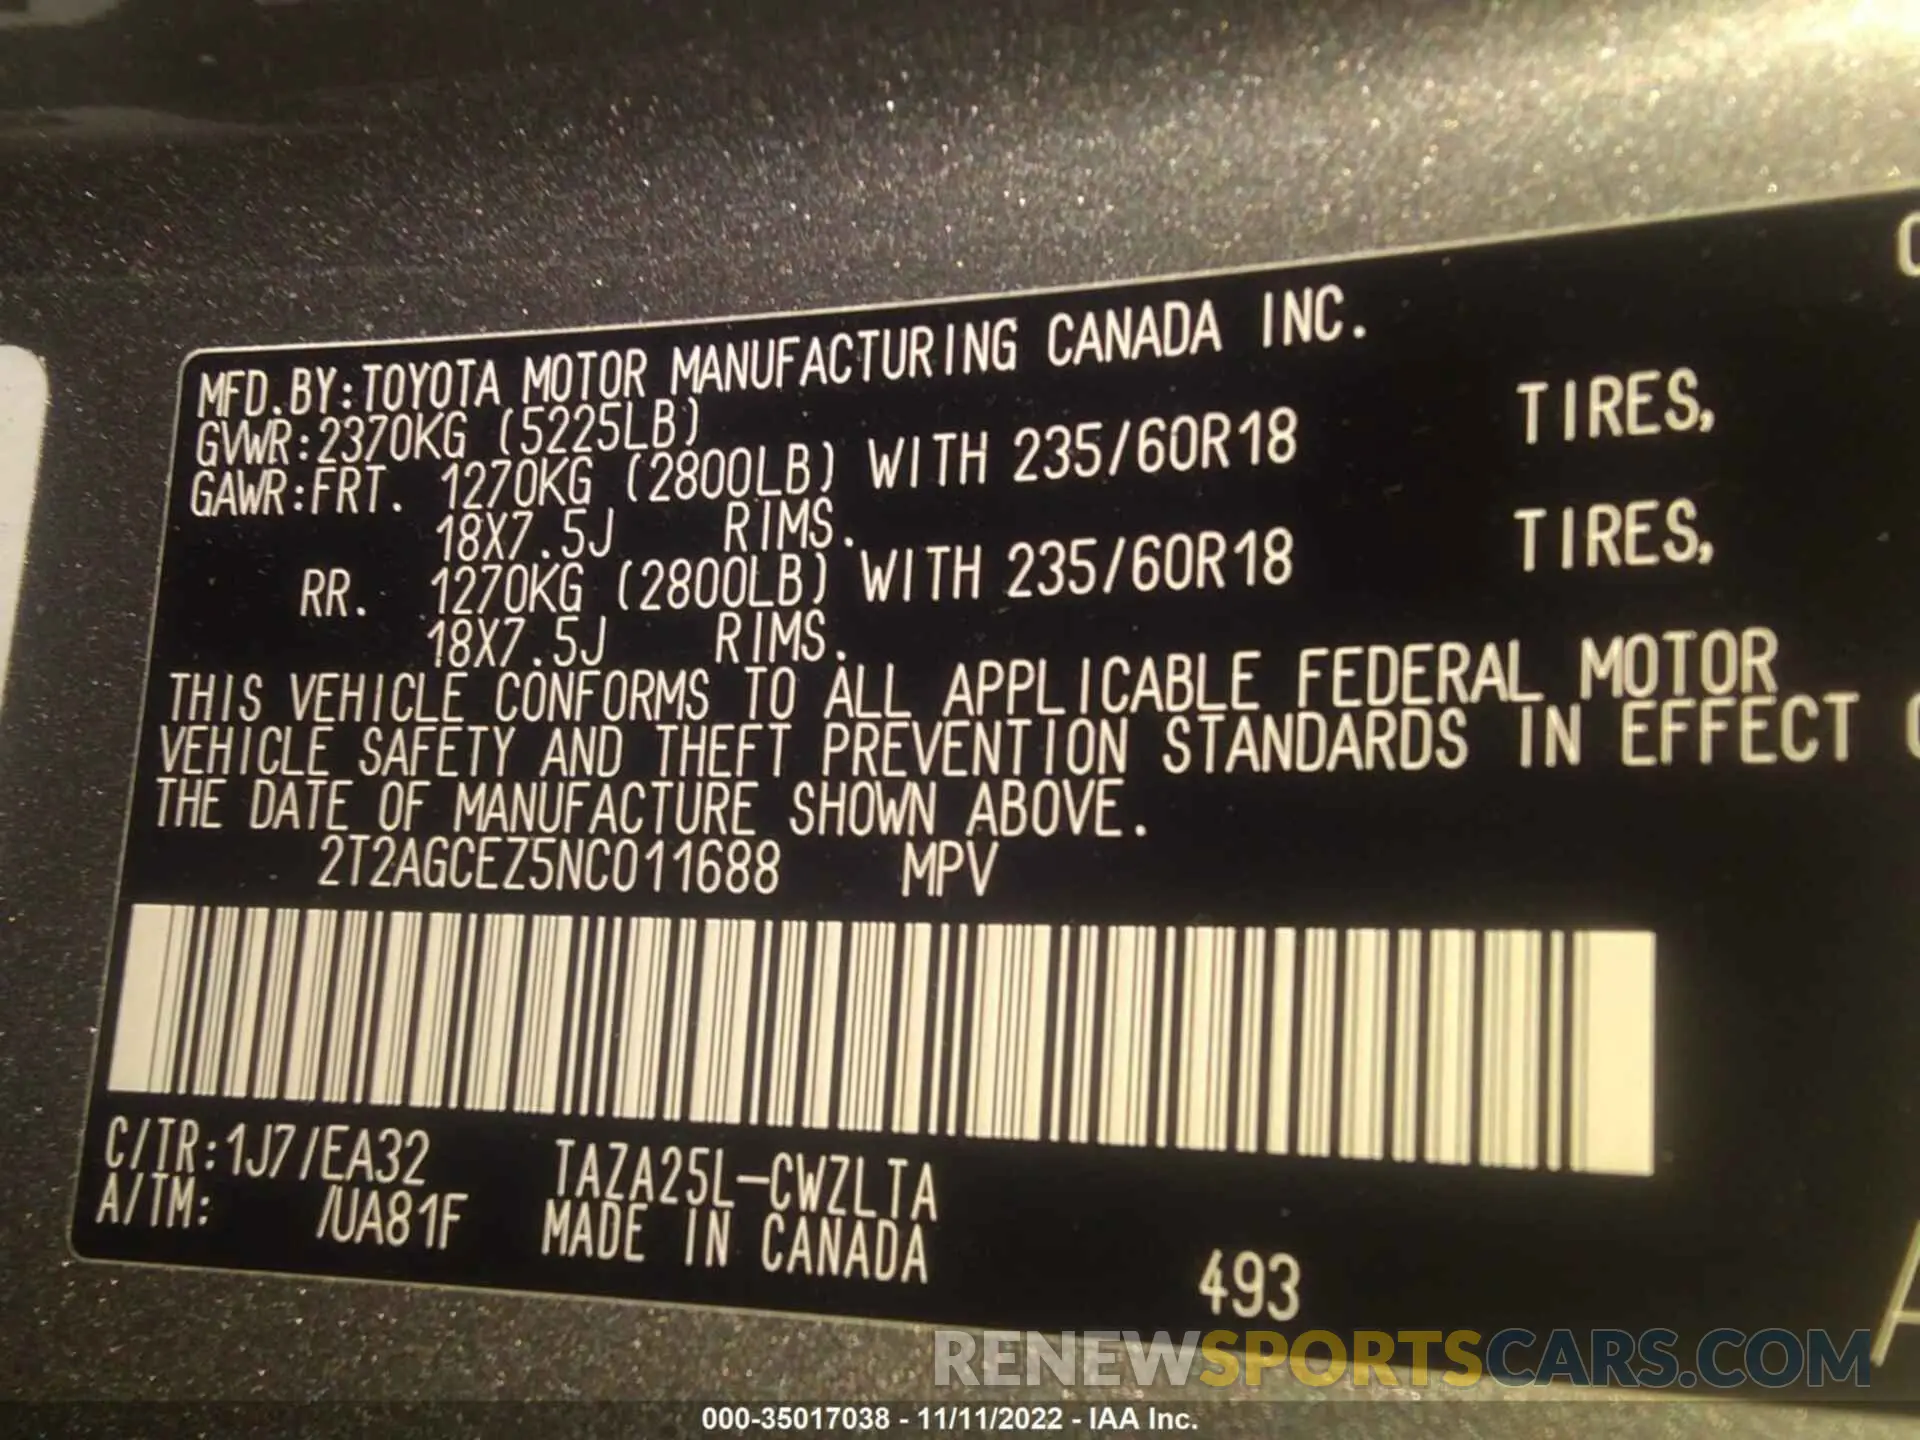 MFD.BY:TOYOTA MOTOR MANUFACTURING CANADA INC.
GVWR:2370KG (5225LB)
GAWR:FRT. 1270KG (2800LB) WITH 235/60R18 TIRES,
18X7.5J RIMS.
RR. 1270KG (2800LB) WITH 235/60R18 TIRES,
18X7.5J RIMS.
THIS VEHICLE CONFORMS TO ALL APPLICABLE FEDERAL MOTOR
VEHICLE SAFETY AND THEFT PREVENTION STANDARDS IN EFFECT
THE DATE OF MANUFACTURE SHOWN ABOVE.
2T2AGCEZ5NC011688 MPV
C/TR:1J7/EA32 TAZA25L-CWZLTA
A/TM: /UA81F MADE IN CANADA
493
RENEWSPORTSCARS.COM
000-35017038 - 11/11/2022 - IAA Inc.